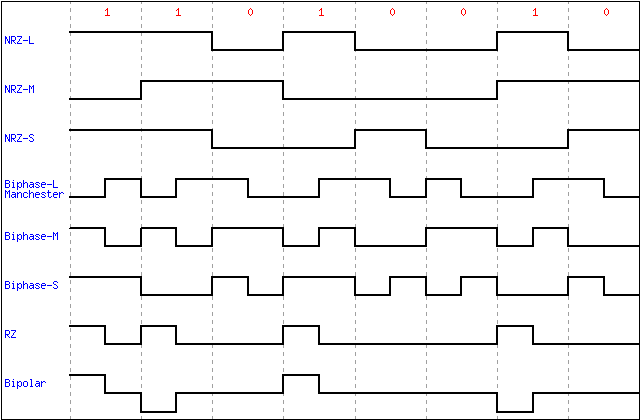 1 1 0 1 0 0 1 0
NRZ-L
NRZ-M
NRZ-S
Biphase-L
Manchester
Biphase-M
Biphase-S
RZ
Bipolar